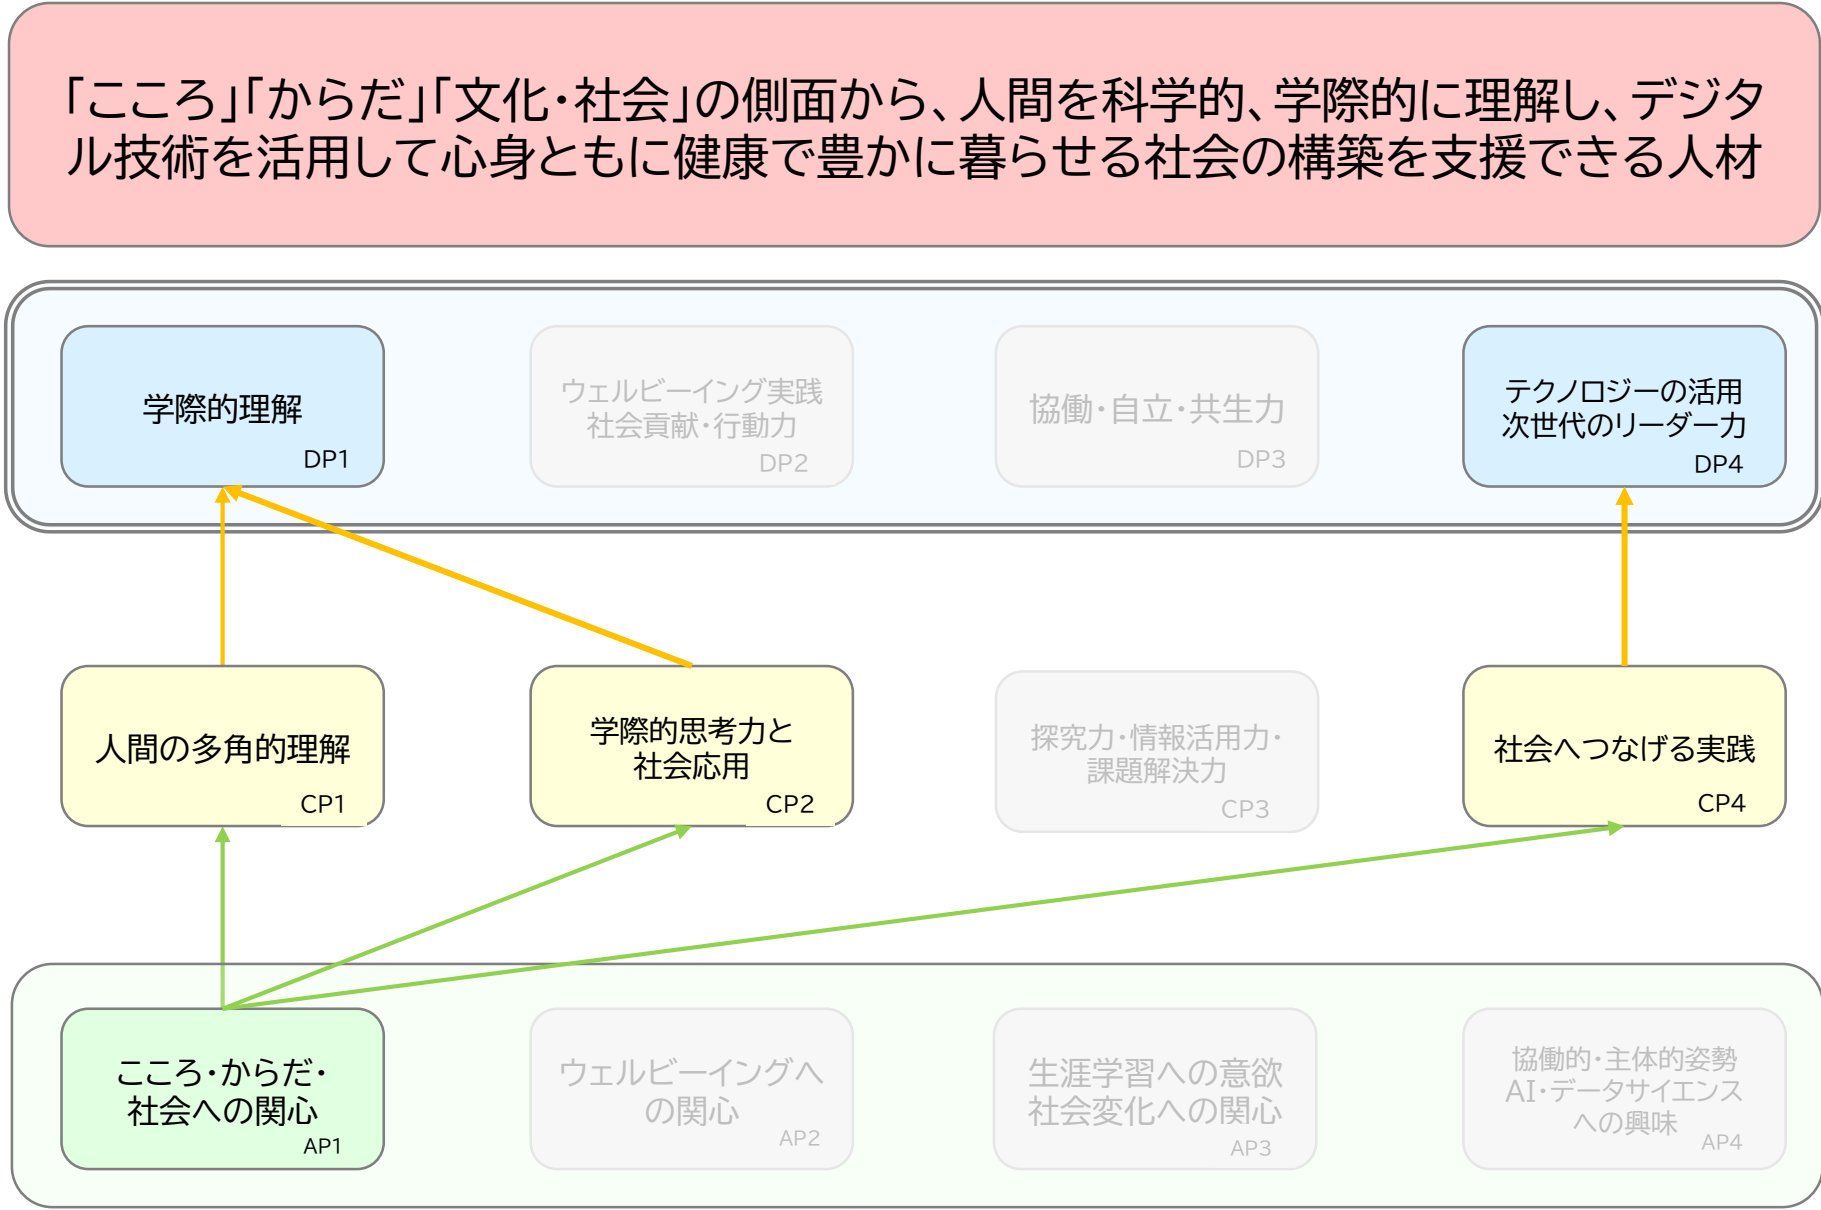 「こころ」「からだ」「文化・社会」の側面から、人間を科学的、学際的に理解し、デジタ
ル技術を活用して心身ともに健康で豊かに暮らせる社会の構築を支援できる人材
学際的理解
DP1
ウェルビーイング実践
社会貢献・行動力
DP2
協働・自立・共生力
DP3
テクノロジーの活用
次世代のリーダー力
DP4
人間の多角的理解
CP1
学際的思考力と
社会応用
CP2
探究力・情報活用力・
課題解決力
CP3
社会へつなげる実践
CP4
こころ・からだ・
社会への関心
AP1
ウェルビーイングへ
の関心
AP2
生涯学習への意欲
社会変化への関心
AP3
協働的・主体的姿勢
AI・データサイエンス
への興味
AP4